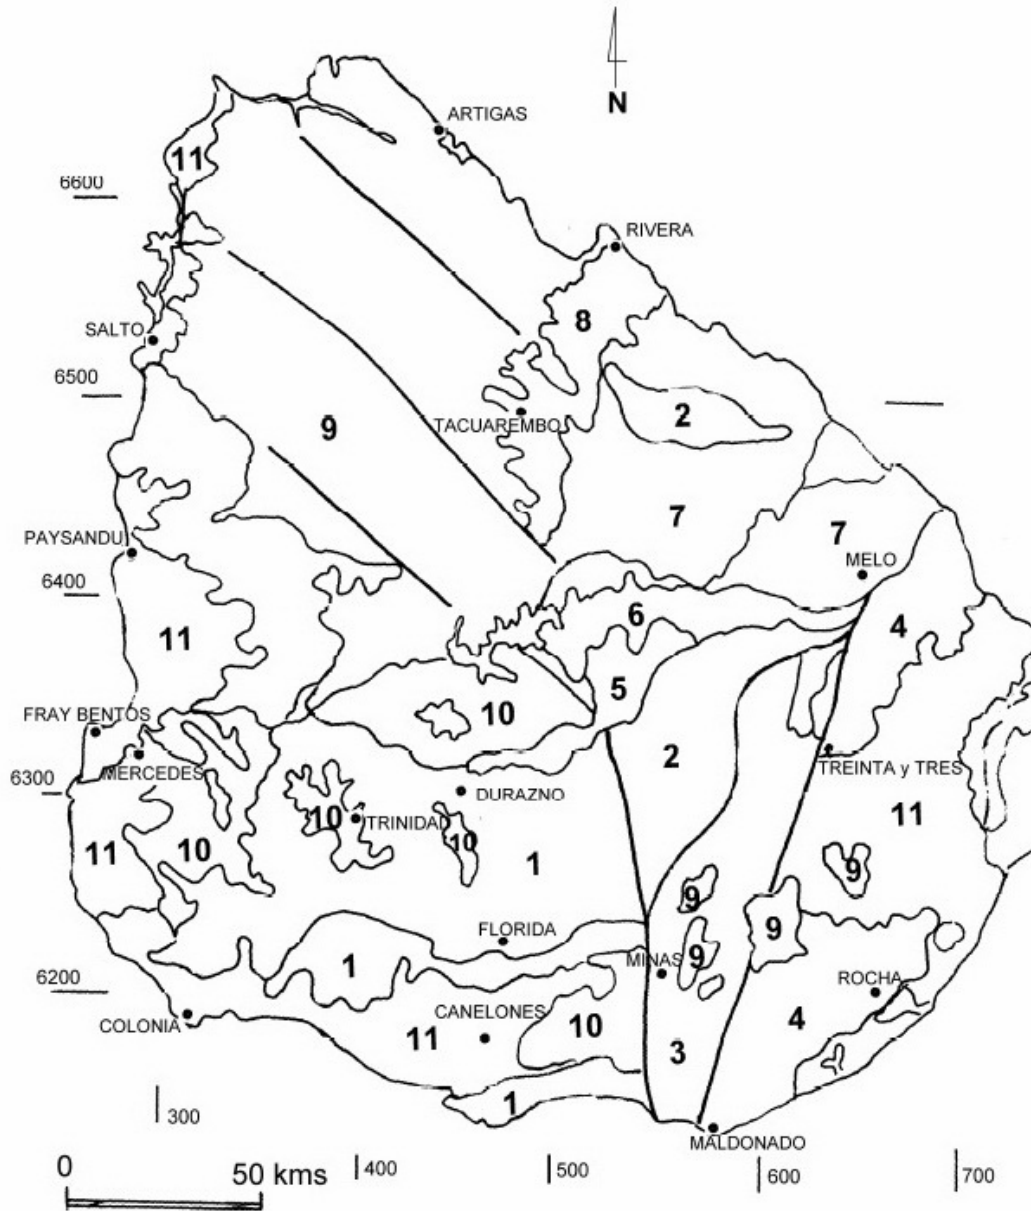 ARTIGAS
N
11
6600
RIVERA
8
SALTO
6500
2
TACUAREMBO
9
7
PAYSANDU
7
MELO
6400
6
4
11
5
10
FRAY BENTOS
2
MERCEDES
TREINTA y TRES
6300
DURAZNO
10
TRINIDAD
11
10
11
10
1
9
9
9
FLORIDA
1
MINAS
9
6200
ROCHA
COLONIA
CANELONES
10
4
11
3
1
300
MALDONADO
0
50 kms
400
500
600
700